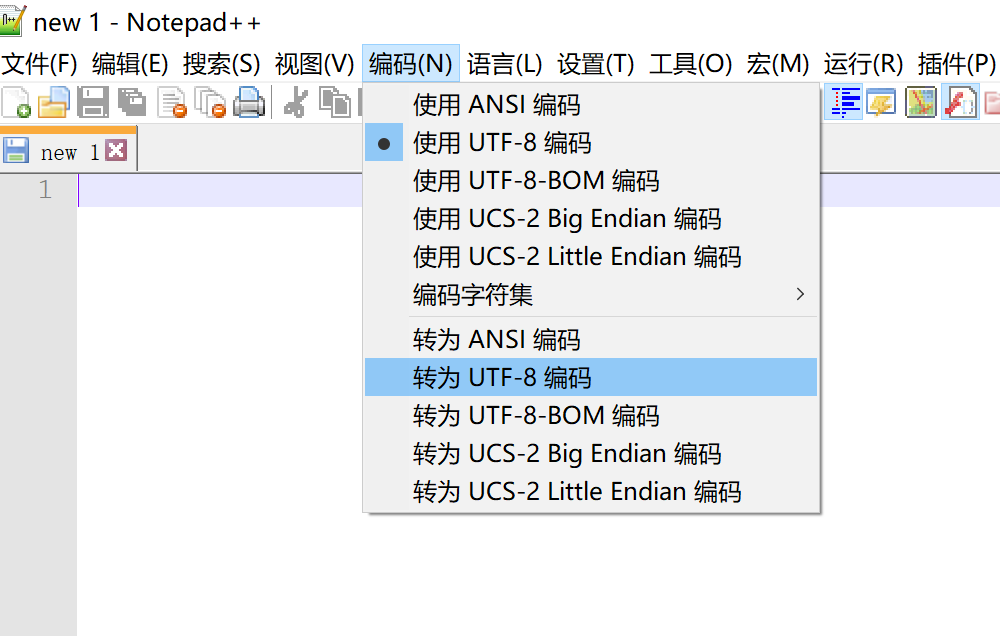 new 1 - Notepad++
文件(F) 编辑(E) 搜索(S) 视图(V) 编码(N) 语言(L) 设置(T) 工具(O) 宏(M) 运行(R) 插件(P)
new 1
1
使用 ANSI 编码
使用 UTF-8 编码
使用 UTF-8-BOM 编码
使用 UCS-2 Big Endian 编码
使用 UCS-2 Little Endian 编码
编码字符集
转为 ANSI 编码
转为 UTF-8 编码
转为 UTF-8-BOM 编码
转为 UCS-2 Big Endian 编码
转为 UCS-2 Little Endian 编码